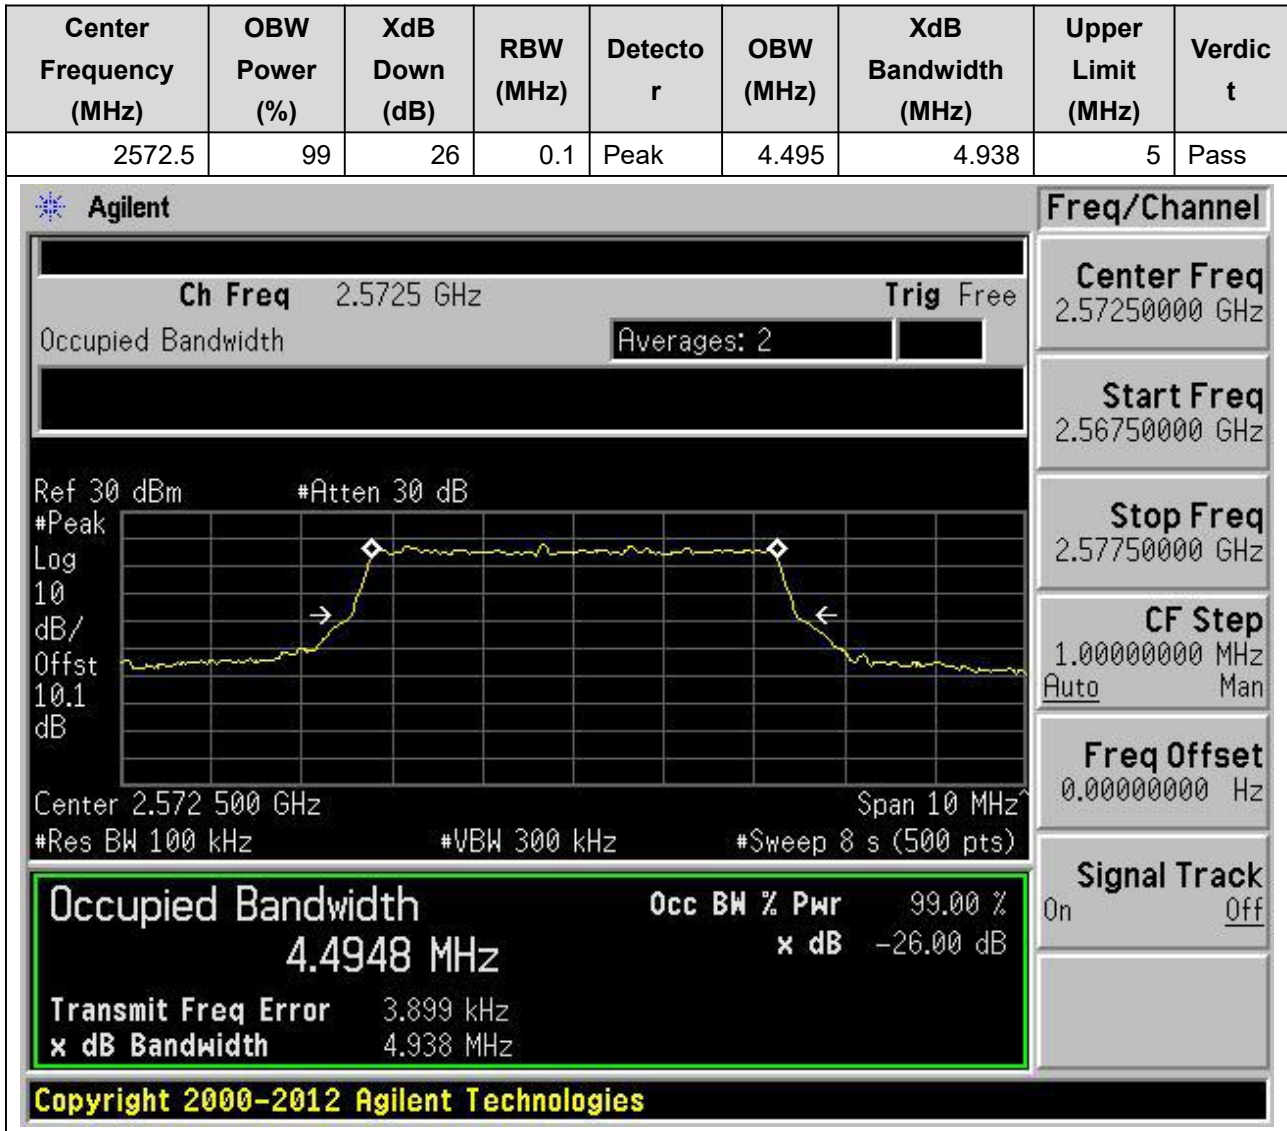 Center Frequency (MHz) OBW Power (%) XdB Down (dB) RBW (MHz) Detector OBW (MHz) XdB Bandwidth (MHz) Upper Limit (MHz) Verdict
2572.5 99 26 0.1 Peak 4.495 4.938 5 Pass
Agilent
Ch Freq 2.5725 GHz Trig Free
Occupied Bandwidth Averages: 2
Ref 30 dBm #Atten 30 dB
#Peak
Log
10
dB/
Offst
10.1
dB
Center 2.572 500 GHz Span 10 MHz^
#Res BW 100 kHz #VBW 300 kHz #Sweep 8 s (500 pts)
Occupied Bandwidth Occ BW % Pwr 99.00 %
4.4948 MHz x dB -26.00 dB
Transmit Freq Error 3.899 kHz
x dB Bandwidth 4.938 MHz
Copyright 2000-2012 Agilent Technologies
Freq/Channel
Center Freq
2.57250000 GHz
Start Freq
2.56750000 GHz
Stop Freq
2.57750000 GHz
CF Step
1.00000000 MHz
Auto Man
Freq Offset
0.00000000 Hz
Signal Track
On Off